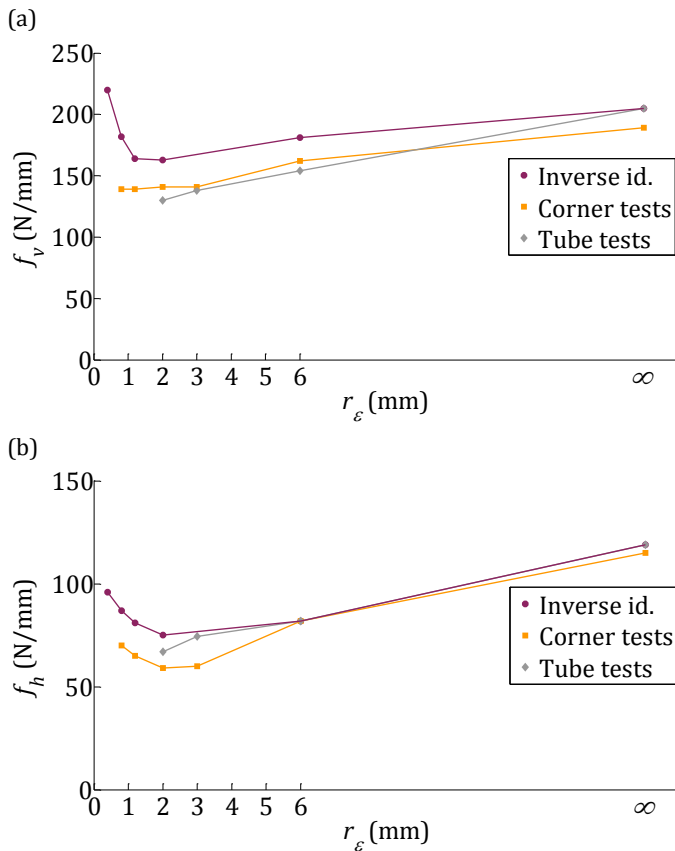 (a)
250
200
150
100
50
0
f_v (N/mm)
Inverse id.
Corner tests
Tube tests
0 1 2 3 4 5 6 ∞
r_ε (mm)
(b)
150
100
50
0
f_h (N/mm)
Inverse id.
Corner tests
Tube tests
0 1 2 3 4 5 6 ∞
r_ε (mm)